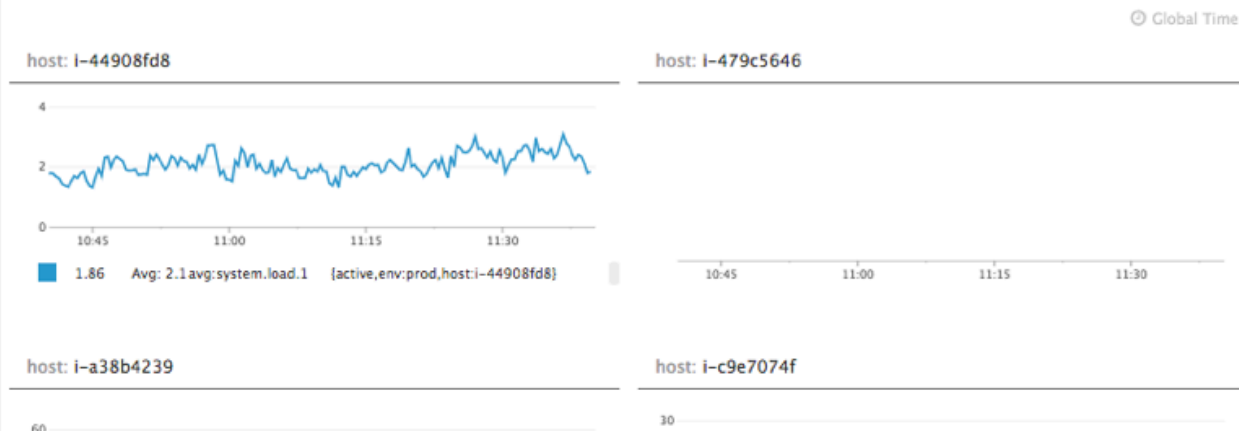 Global Time
host: i-44908fd8
4
2
0
10:45 11:00 11:15 11:30
1.86 Avg: 2.1avg:system.load.1 {active,env:prod,host:i-44908fd8}
host: i-479c5646
10:45 11:00 11:15 11:30
host: i-a38b4239
60
host: i-c9e7074f
30